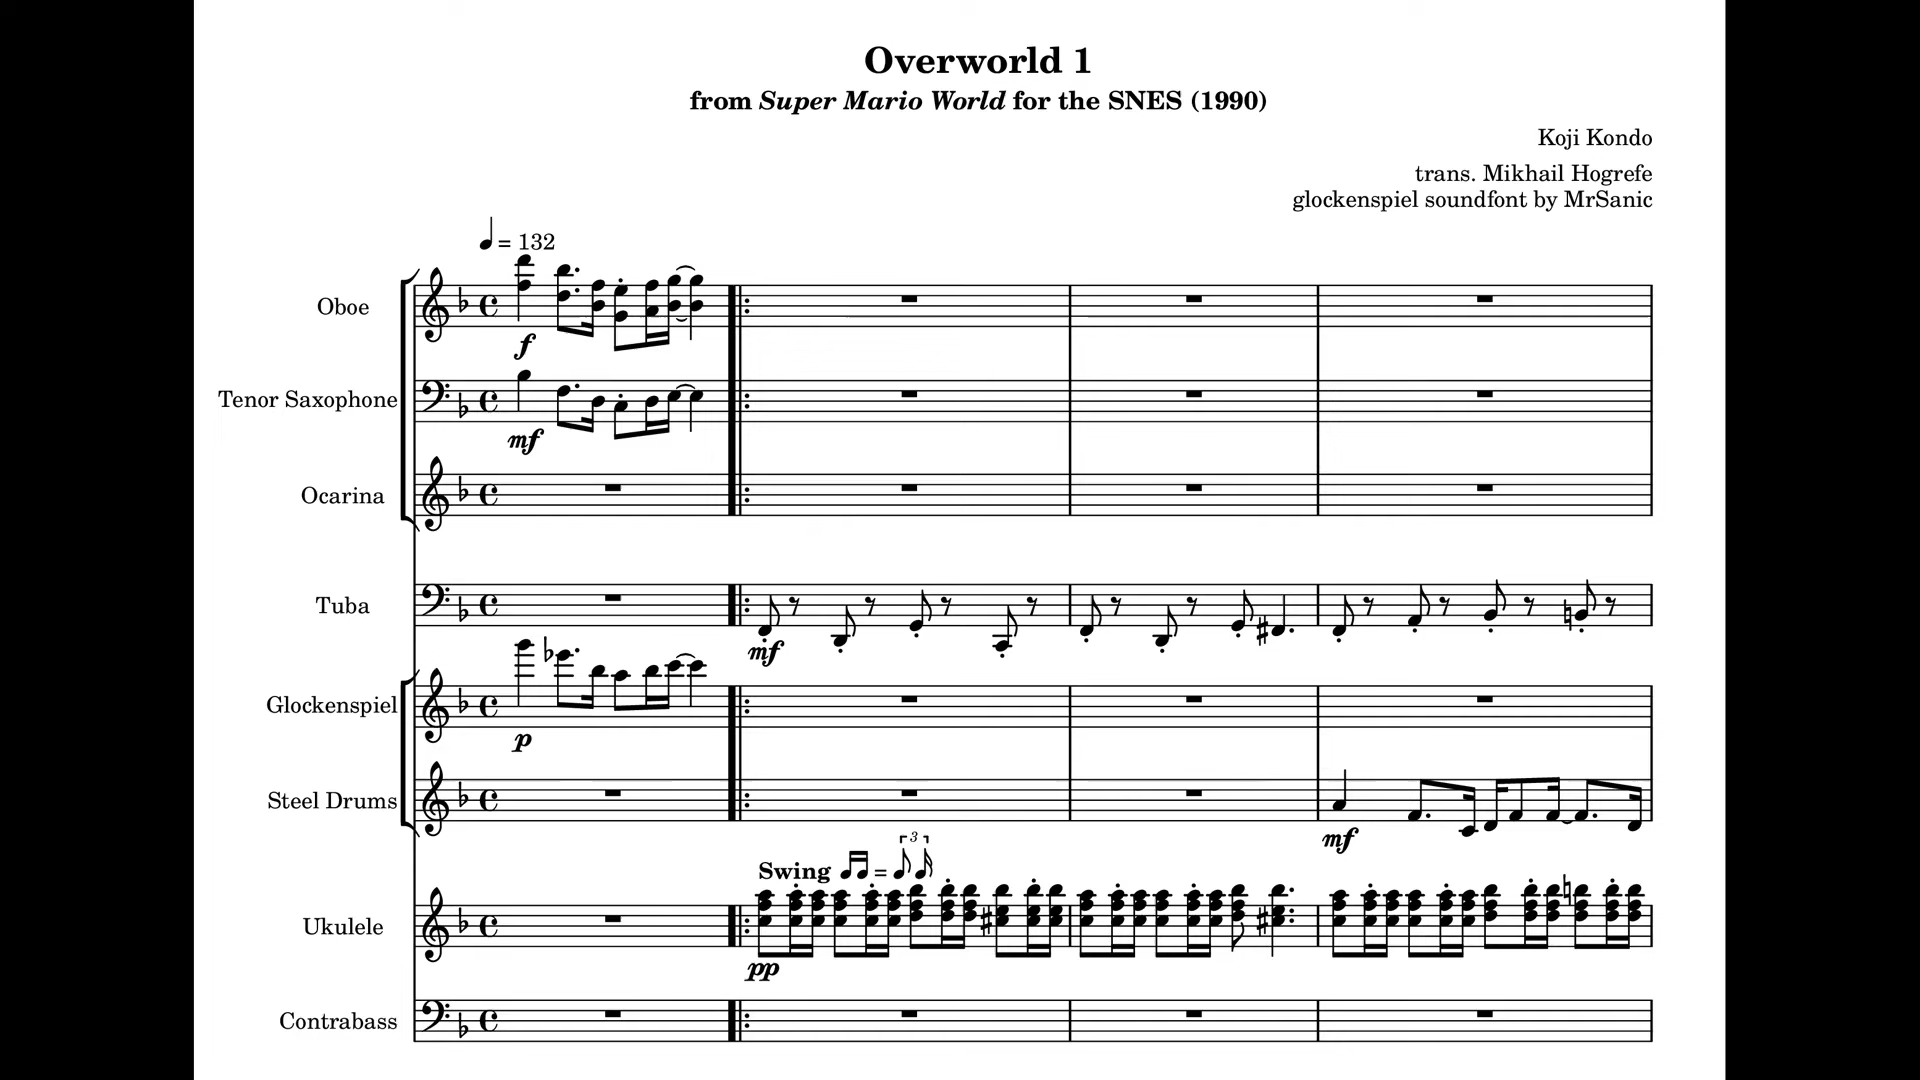 Overworld 1
from Super Mario World for the SNES (1990)
Koji Kondo
trans. Mikhail Hogrefe
glockenspiel soundfont by MrSanic
= 132
Oboe
f
Tenor Saxophone
mf
Ocarina
Tuba
mf
Glockenspiel
p
Steel Drums
mf
3
Swing =
Ukulele
pp
Contrabass